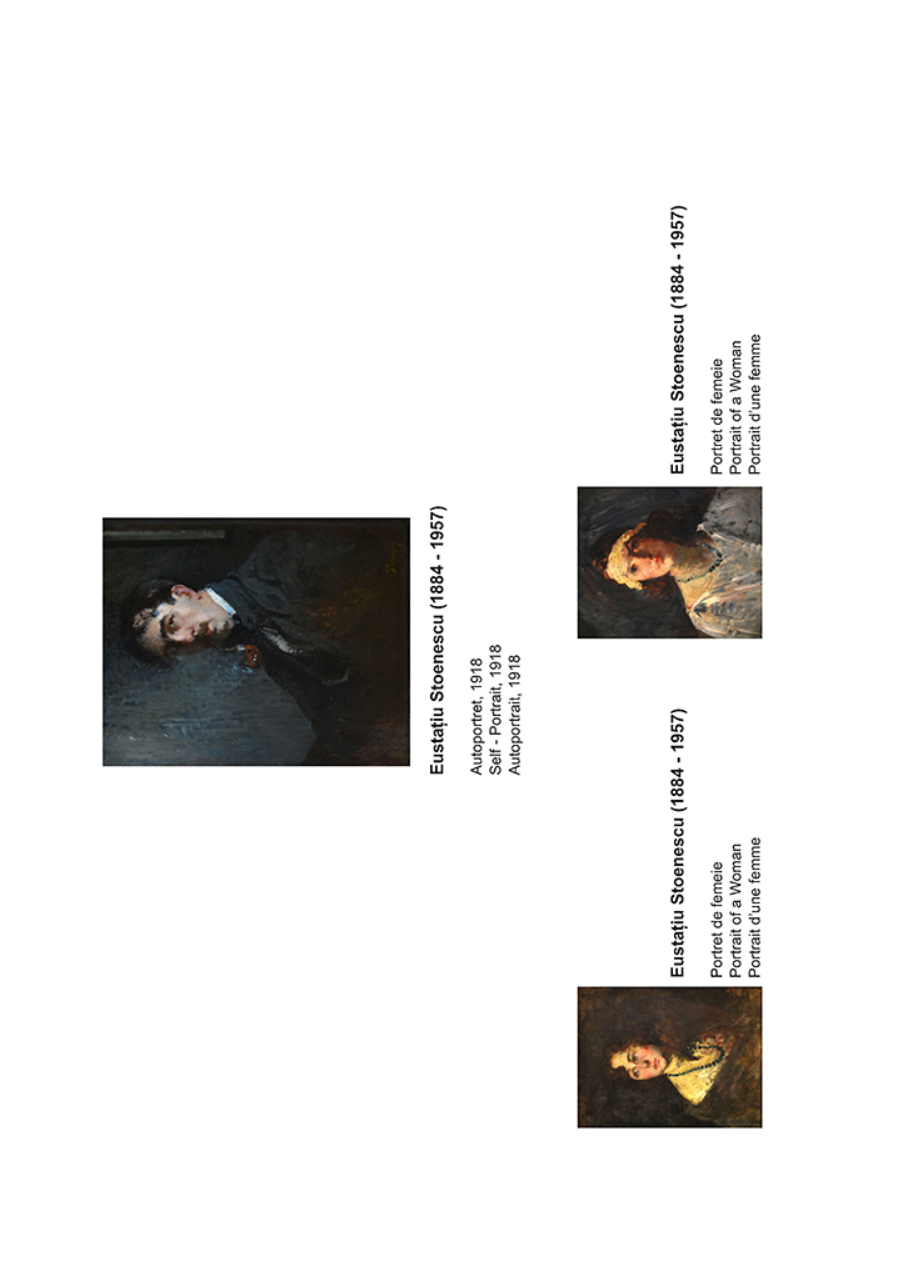 Eustațiu Stoenescu (1884 - 1957)
Autoportret, 1918
Self - Portrait, 1918
Autoportrait, 1918
Eustațiu Stoenescu (1884 - 1957)
Portret de femeie
Portrait of a Woman
Portrait d'une femme
Eustațiu Stoenescu (1884 - 1957)
Portret de femeie
Portrait of a Woman
Portrait d'une femme